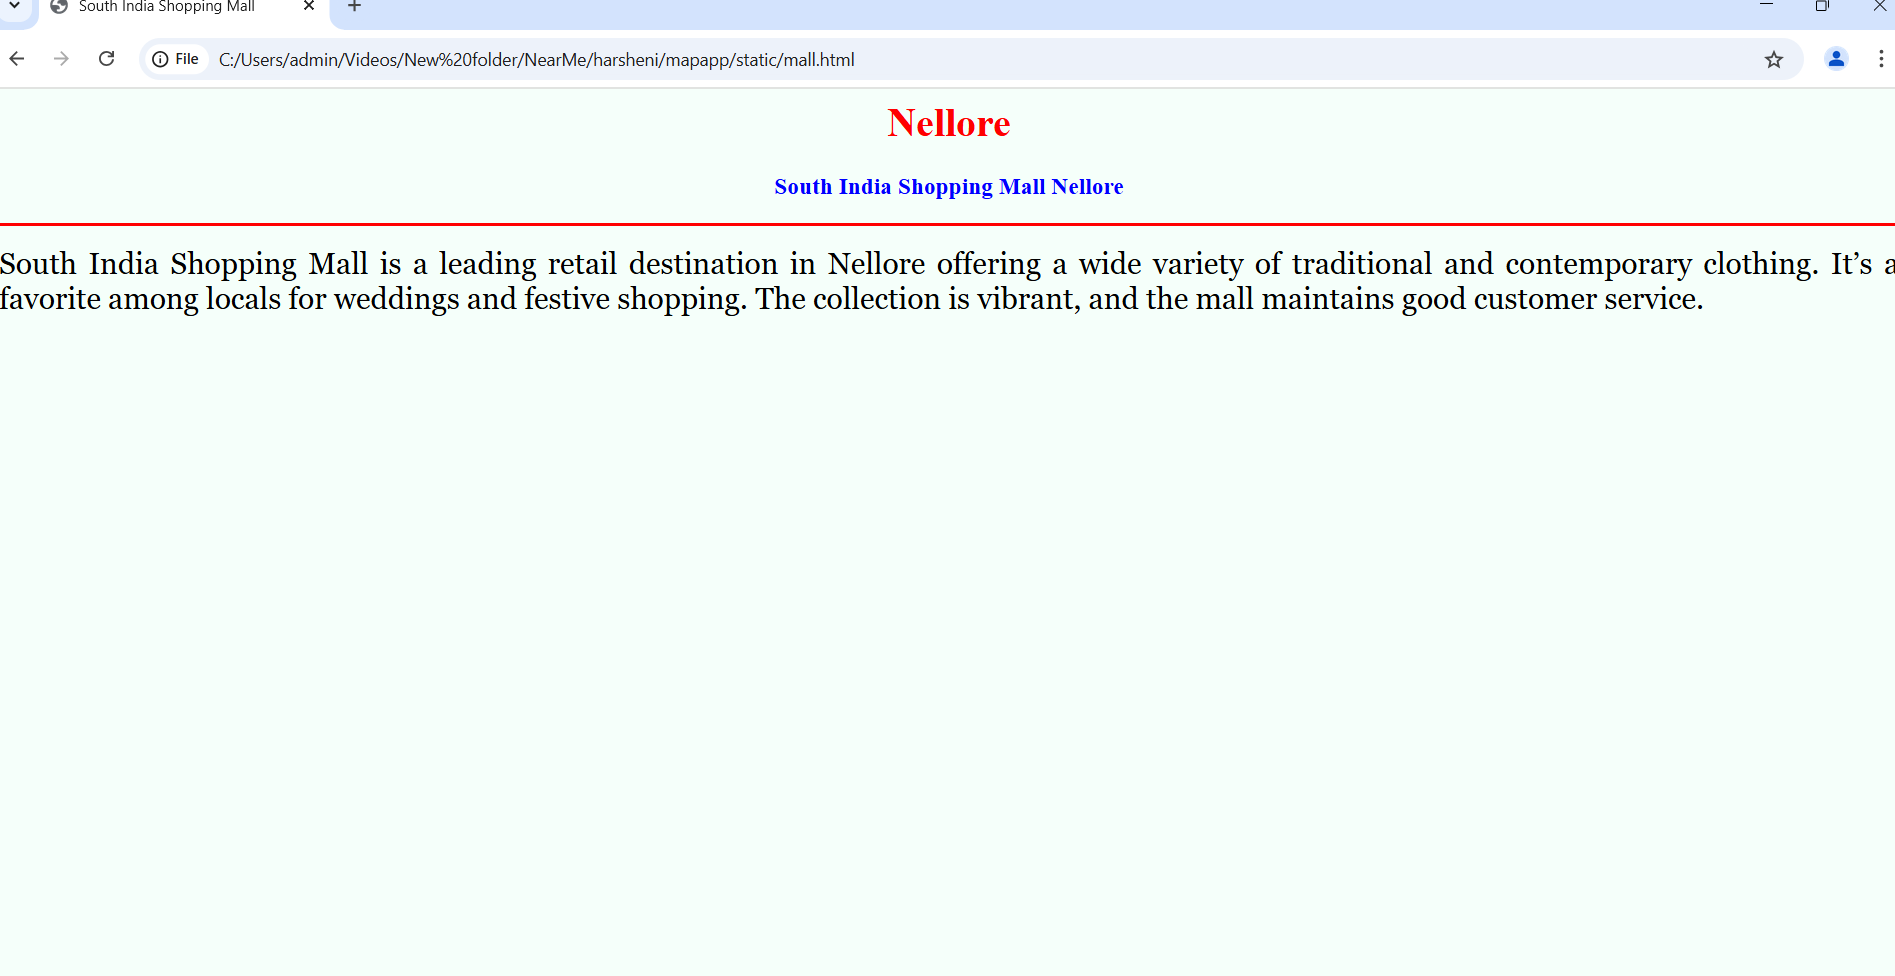 South India Shopping Mall
File C:/Users/admin/Videos/New%20folder/NearMe/harsheni/mapapp/static/mall.html
Nellore
South India Shopping Mall Nellore
South India Shopping Mall is a leading retail destination in Nellore offering a wide variety of traditional and contemporary clothing. It’s a
favorite among locals for weddings and festive shopping. The collection is vibrant, and the mall maintains good customer service.